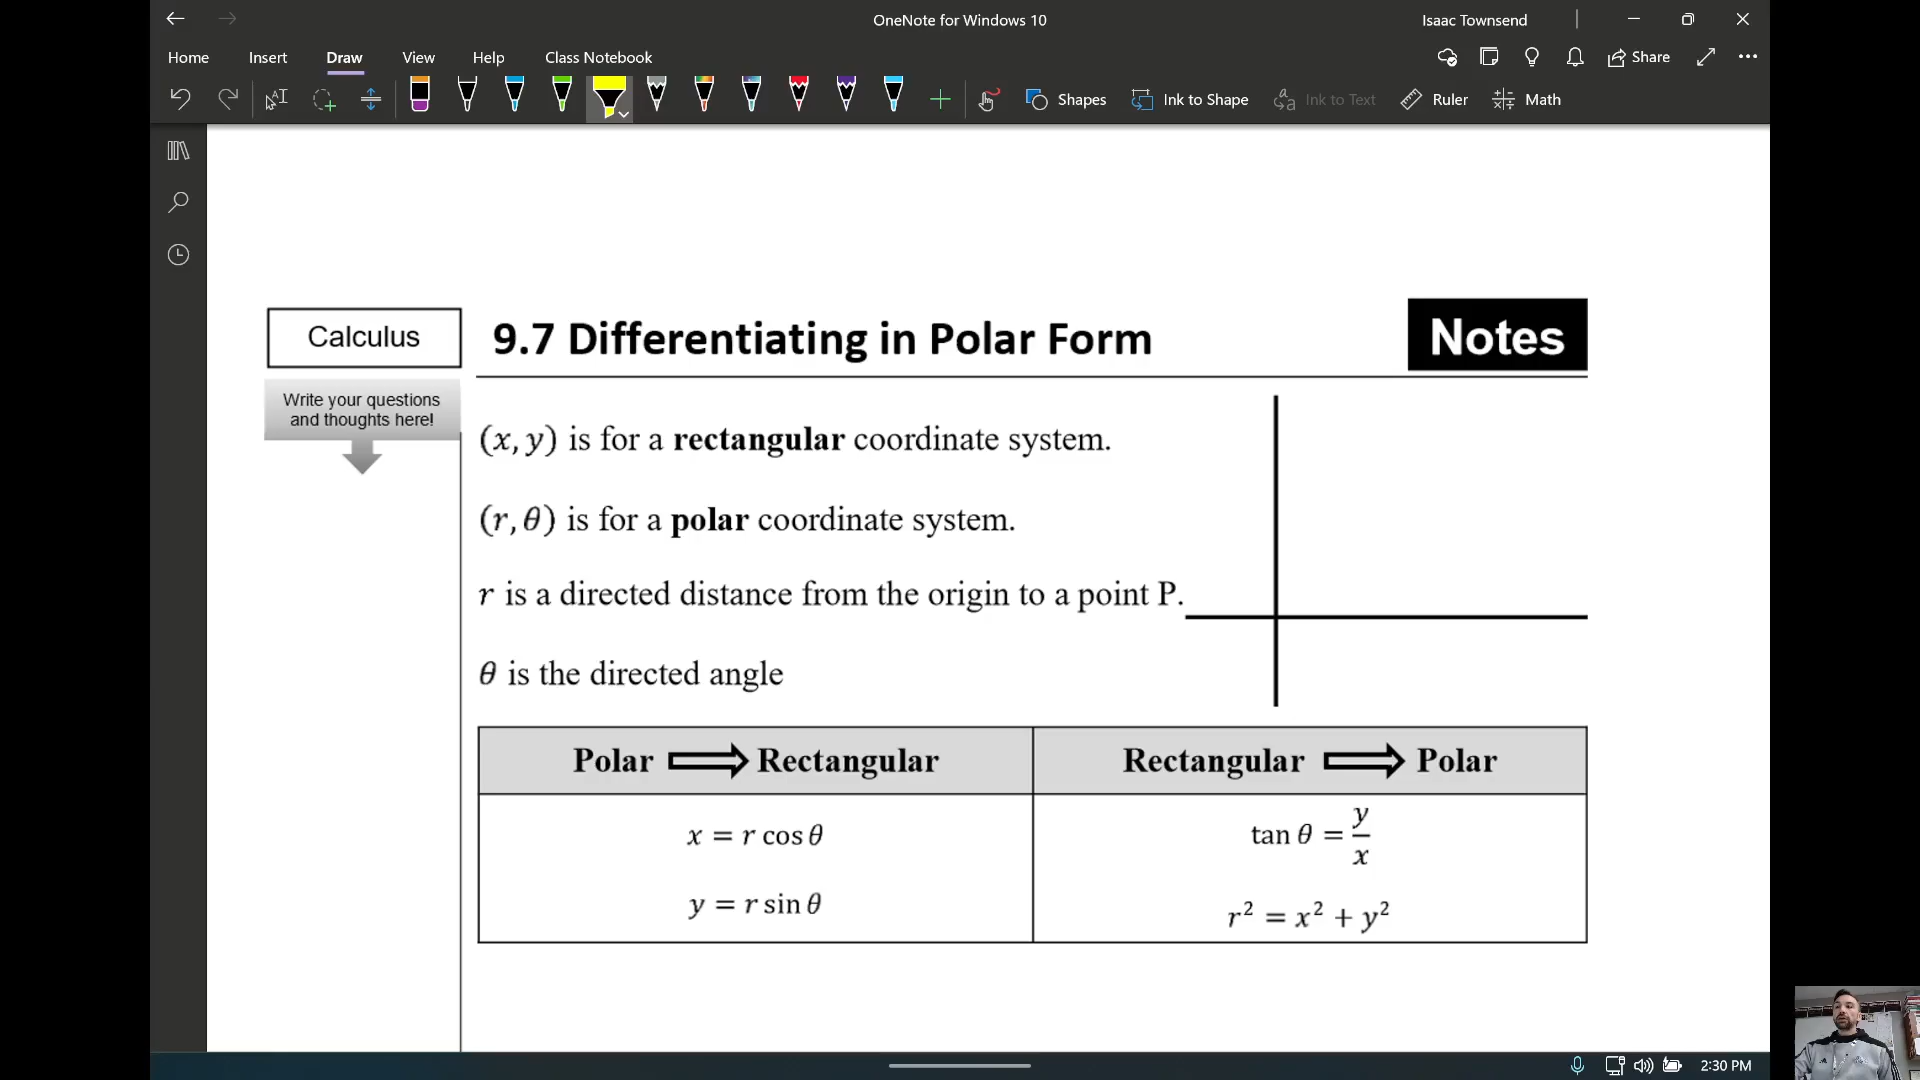 OneNote for Windows 10
Isaac Townsend
Home Insert Draw View Help Class Notebook
Share
Shapes Ink to Shape Ink to Text Ruler Math
Calculus
9.7 Differentiating in Polar Form
Notes
Write your questions
and thoughts here!
(x, y) is for a rectangular coordinate system.
(r, θ) is for a polar coordinate system.
r is a directed distance from the origin to a point P.
θ is the directed angle
Polar ⇒ Rectangular
Rectangular ⇒ Polar
x = r cos θ
y = r sin θ
tan θ = y/x
r² = x² + y²
2:30 PM